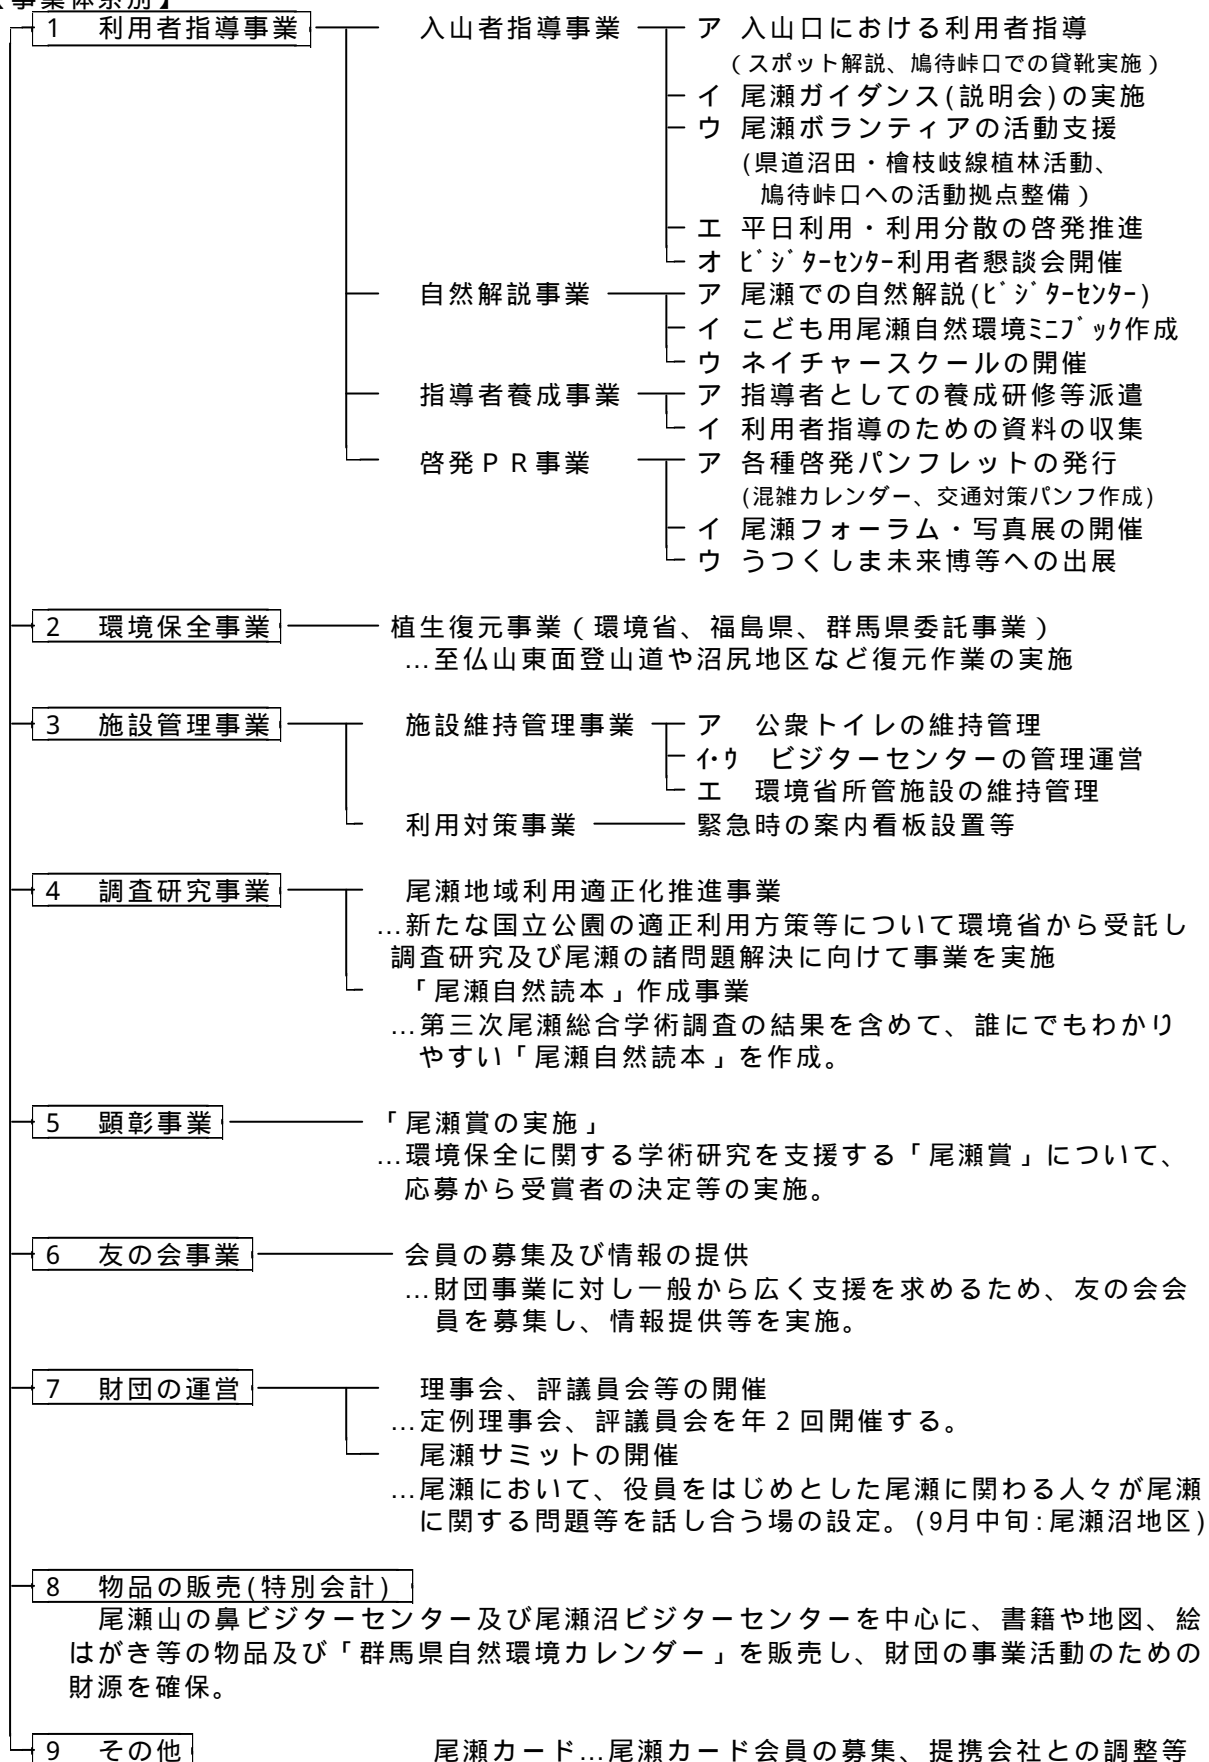 【事業体系別】
1 利用者指導事業 入山者指導事業 ア 入山口における利用者指導
(スポット解説、鳩待峠口での貸靴実施)
イ 尾瀬ガイダンス(説明会)の実施
ウ 尾瀬ボランティアの活動支援
(県道沼田・檜枝岐線植林活動、
鳩待峠口への活動拠点整備)
エ 平日利用・利用分散の啓発推進
オ ﾋﾞｼﾞﾀｰｾﾝﾀｰ利用者懇談会開催
自然解説事業 ア 尾瀬での自然解説(ﾋﾞｼﾞﾀｰｾﾝﾀｰ)
イ こども用尾瀬自然環境ﾐﾆﾌﾞｯｸ作成
ウ ネイチャースクールの開催
指導者養成事業 ア 指導者としての養成研修等派遣
イ 利用者指導のための資料の収集
啓発PR事業 ア 各種啓発パンフレットの発行
(混雑カレンダー、交通対策パンフ作成)
イ 尾瀬フォーラム・写真展の開催
ウ うつくしま未来博等への出展
2 環境保全事業 植生復元事業(環境省、福島県、群馬県委託事業)
…至仏山東面登山道や沼尻地区など復元作業の実施
3 施設管理事業 施設維持管理事業 ア 公衆トイレの維持管理
ｲ・ｳ ビジターセンターの管理運営
エ 環境省所管施設の維持管理
利用対策事業 緊急時の案内看板設置等
4 調査研究事業 尾瀬地域利用適正化推進事業
…新たな国立公園の適正利用方策等について環境省から受託し
調査研究及び尾瀬の諸問題解決に向けて事業を実施
「尾瀬自然読本」作成事業
…第三次尾瀬総合学術調査の結果を含めて、誰にでもわかり
やすい「尾瀬自然読本」を作成。
5 顕彰事業 「尾瀬賞の実施」
…環境保全に関する学術研究を支援する「尾瀬賞」について、
応募から受賞者の決定等の実施。
6 友の会事業 会員の募集及び情報の提供
…財団事業に対し一般から広く支援を求めるため、友の会会
員を募集し、情報提供等を実施。
7 財団の運営 理事会、評議員会等の開催
…定例理事会、評議員会を年2回開催する。
尾瀬サミットの開催
…尾瀬において、役員をはじめとした尾瀬に関わる人々が尾瀬
に関する問題等を話し合う場の設定。(9月中旬:尾瀬沼地区)
8 物品の販売(特別会計)
尾瀬山の鼻ビジターセンター及び尾瀬沼ビジターセンターを中心に、書籍や地図、絵
はがき等の物品及び「群馬県自然環境カレンダー」を販売し、財団の事業活動のための
財源を確保。
9 その他 尾瀬カード…尾瀬カード会員の募集、提携会社との調整等